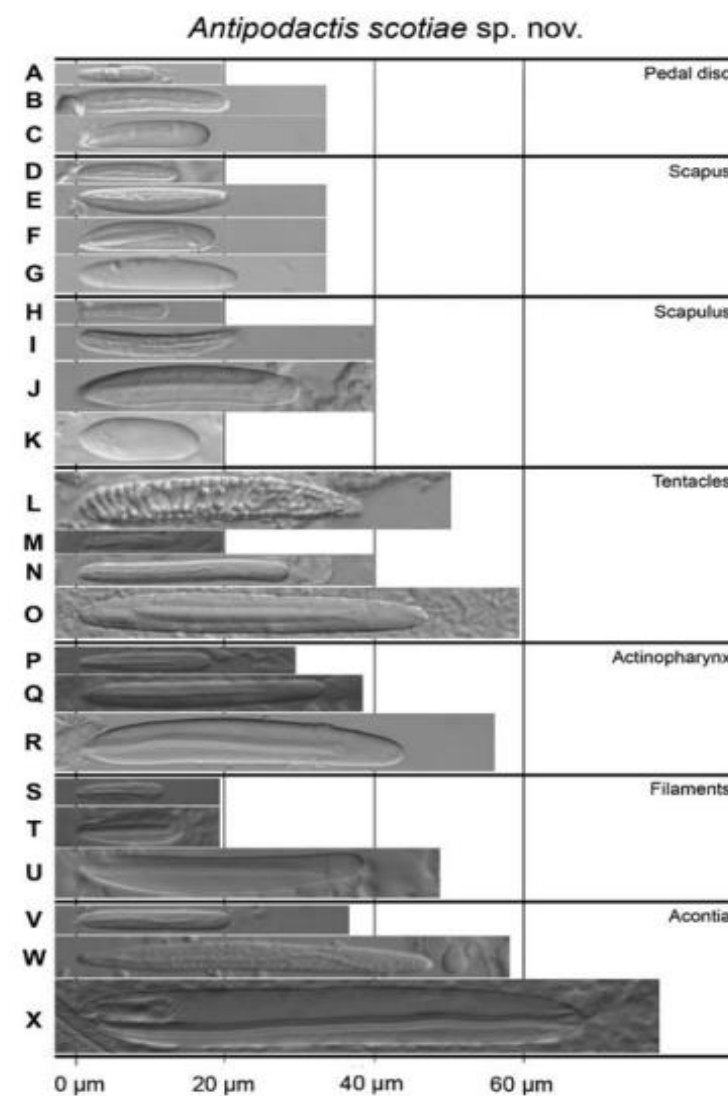 Antipodactis scotiae sp. nov.
A Pedal disc
B
C
D Scapus
E
F
G
H Scapulus
I
J
K
L Tentacles
M
N
O
P Actinopharynx
Q
R
S Filaments
T
U
V Acontia
W
X
0 µm 20 µm 40 µm 60 µm